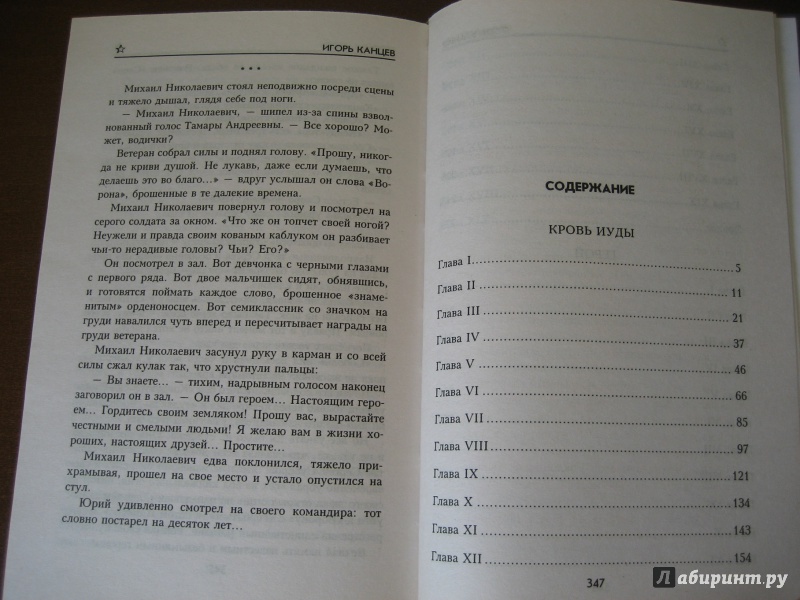 ☆ ИГОРЬ КАНЦЕВ
* * *
Михаил Николаевич стоял неподвижно посреди сцены
и тяжело дышал, глядя себе под ноги.
— Михаил Николаевич, — шипел из-за спины взвол-
нованный голос Тамары Андреевны. — Все хорошо? Мо-
жет, водички?
Ветеран собрал силы и поднял голову. «Прошу, никог-
да не криви душой. Не лукавь, даже если думаешь, что
делаешь это во благо...» — вдруг услышал он слова «Во-
рона», брошенные в те далекие времена.
Михаил Николаевич повернул голову и посмотрел на
серого солдата за окном. «Что же он топчет своей ногой?
Неужели и правда своим кованым каблуком он разбивает
чьи-то нерадивые головы? Чьи? Его?»
Он посмотрел в зал. Вот девчонка с черными глазами
с первого ряда. Вот двое мальчишек сидят, обнявшись,
и готовятся поймать каждое слово, брошенное «знаме-
нитым» орденоносцем. Вот семиклассник со значком на
груди навалился чуть вперед и пересчитывает награды на
груди ветерана.
Михаил Николаевич засунул руку в карман и со всей
силы сжал кулак так, что хрустнули пальцы:
— Вы знаете... — тихим, надрывным голосом наконец
заговорил он в зал. — Он был героем... Настоящим геро-
ем... Гордитесь своим земляком! Прошу вас, вырастайте
честными и смелыми людьми! Я желаю вам в жизни хо-
роших, настоящих друзей... Простите...
Михаил Николаевич едва поклонился, тяжело при-
храмывая, прошел на свое место и устало опустился на
стул.
Юрий удивленно смотрел на своего командира: тот
словно постарел на десяток лет...
СОДЕРЖАНИЕ
КРОВЬ ИУДЫ
Глава I 5
Глава II 11
Глава III 21
Глава IV 37
Глава V 46
Глава VI 66
Глава VII 85
Глава VIII 97
Глава IX 121
Глава X 134
Глава XI 143
Глава XII 154
347
Лабиринт.ру